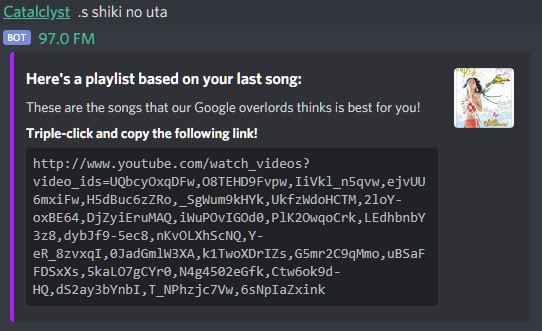 Catalclyst .s shiki no uta
BOT 97.0 FM
Here's a playlist based on your last song:
These are the songs that our Google overlords thinks is best for you!
Triple-click and copy the following link!
http://www.youtube.com/watch_videos?
video_ids=UQbcyOxqDFw,O8TEHD9Fvpw,IiVkl_n5qvw,ejvUU
6mxiFw,H5dBuc6zZRo,_SgWum9kHYk,UkfzWdoHCTM,2loY-
oxBE64,DjZyiEruMAQ,iWuPOvIGOd0,PlK2OwqoCrk,LEdhbnbY
3z8,dybJf9-5ec8,nKvOLXhScNQ,Y-
eR_8zvxqI,0JadGmlW3XA,k1TwoXDrIZs,G5mr2C9qMmo,uBSaF
FDSxXs,5kaLO7gCYr0,N4g4502eGfk,Ctw6ok9d-
HQ,dS2ay3bYnbI,T_NPhzjc7Vw,6sNpIaZxink